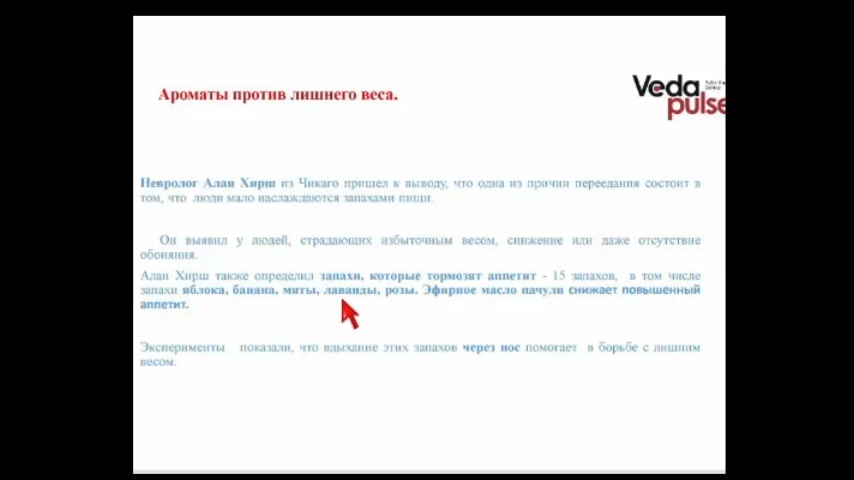 Ароматы против лишнего веса.
Veda
pulse
Невролог Алан Хирш из Чикаго пришел к выводу, что одна из причин переедания состоит в
том, что люди мало наслаждаются запахами пищи.
Он выявил у людей, страдающих избыточным весом, снижение или даже отсутствие
обоняния.
Алан Хирш также определил запахи, которые тормозят аппетит - 15 запахов, в том числе
запахи яблока, банана, мяты, лаванды, розы. Эфирное масло пачули снижает повышенный
аппетит.
Эксперименты показали, что вдыхание этих запахов через нос помогает в борьбе с лишним
весом.